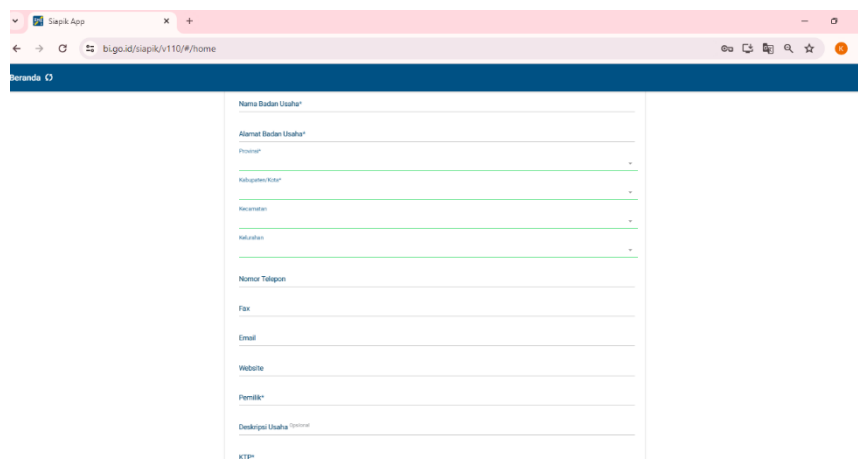 Siapik App
bi.go.id/siapik/v110/#/home
K
Beranda
Nama Badan Usaha*
Alamat Badan Usaha*
Provinsi*
Kabupaten/Kota*
Kecamatan
Kelurahan
Nomor Telepon
Fax
Email
Website
Pemilik*
Deskripsi Usaha Optional
KTP*